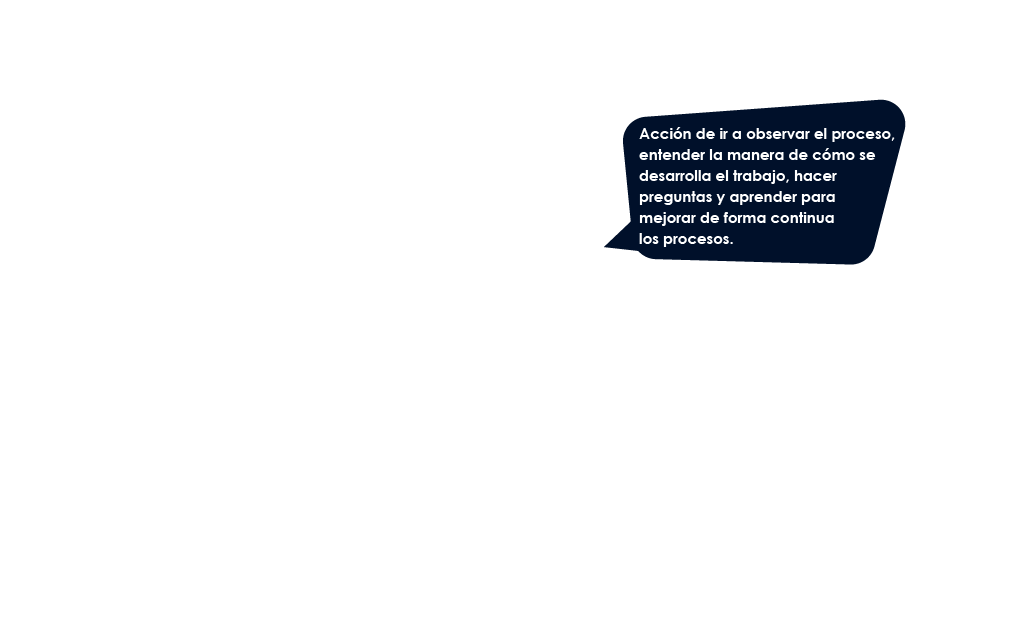 Acción de ir a observar el proceso,
entender la manera de cómo se
desarrolla el trabajo, hacer
preguntas y aprender para
mejorar de forma continua
los procesos.